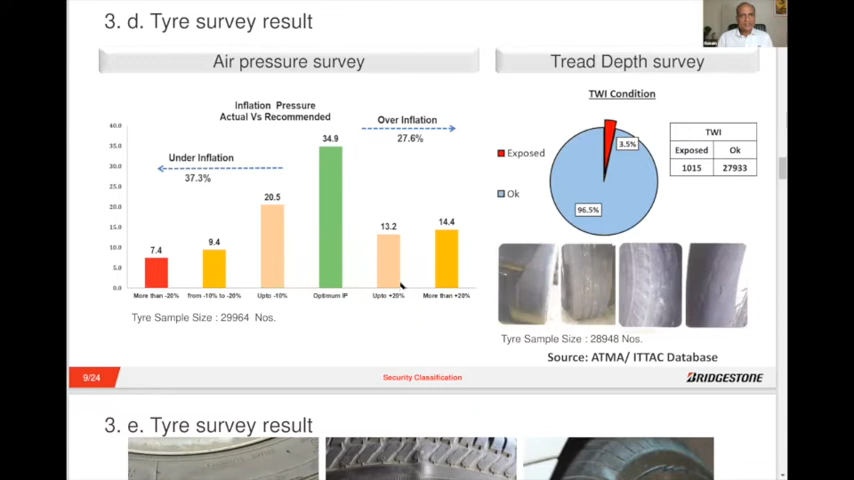 3. d. Tyre survey result
Air pressure survey
Inflation Pressure
Actual Vs Recommended
Under Inflation
37.3%
Over Inflation
27.6%
40.0
35.0
30.0
25.0
20.0
15.0
10.0
5.0
0.0
7.4
9.4
20.5
34.9
13.2
14.4
More than -20%
from -10% to -20%
Upto -10%
Optimum IP
Upto +20%
More than +20%
Tyre Sample Size : 29964 Nos.
Tread Depth survey
TWI Condition
Exposed
Ok
3.5%
96.5%
TWI
Exposed Ok
1015 27933
Tyre Sample Size : 28948 Nos.
Source: ATMA/ ITTAC Database
9/24
Security Classification
BRIDGESTONE
3. e. Tyre survey result